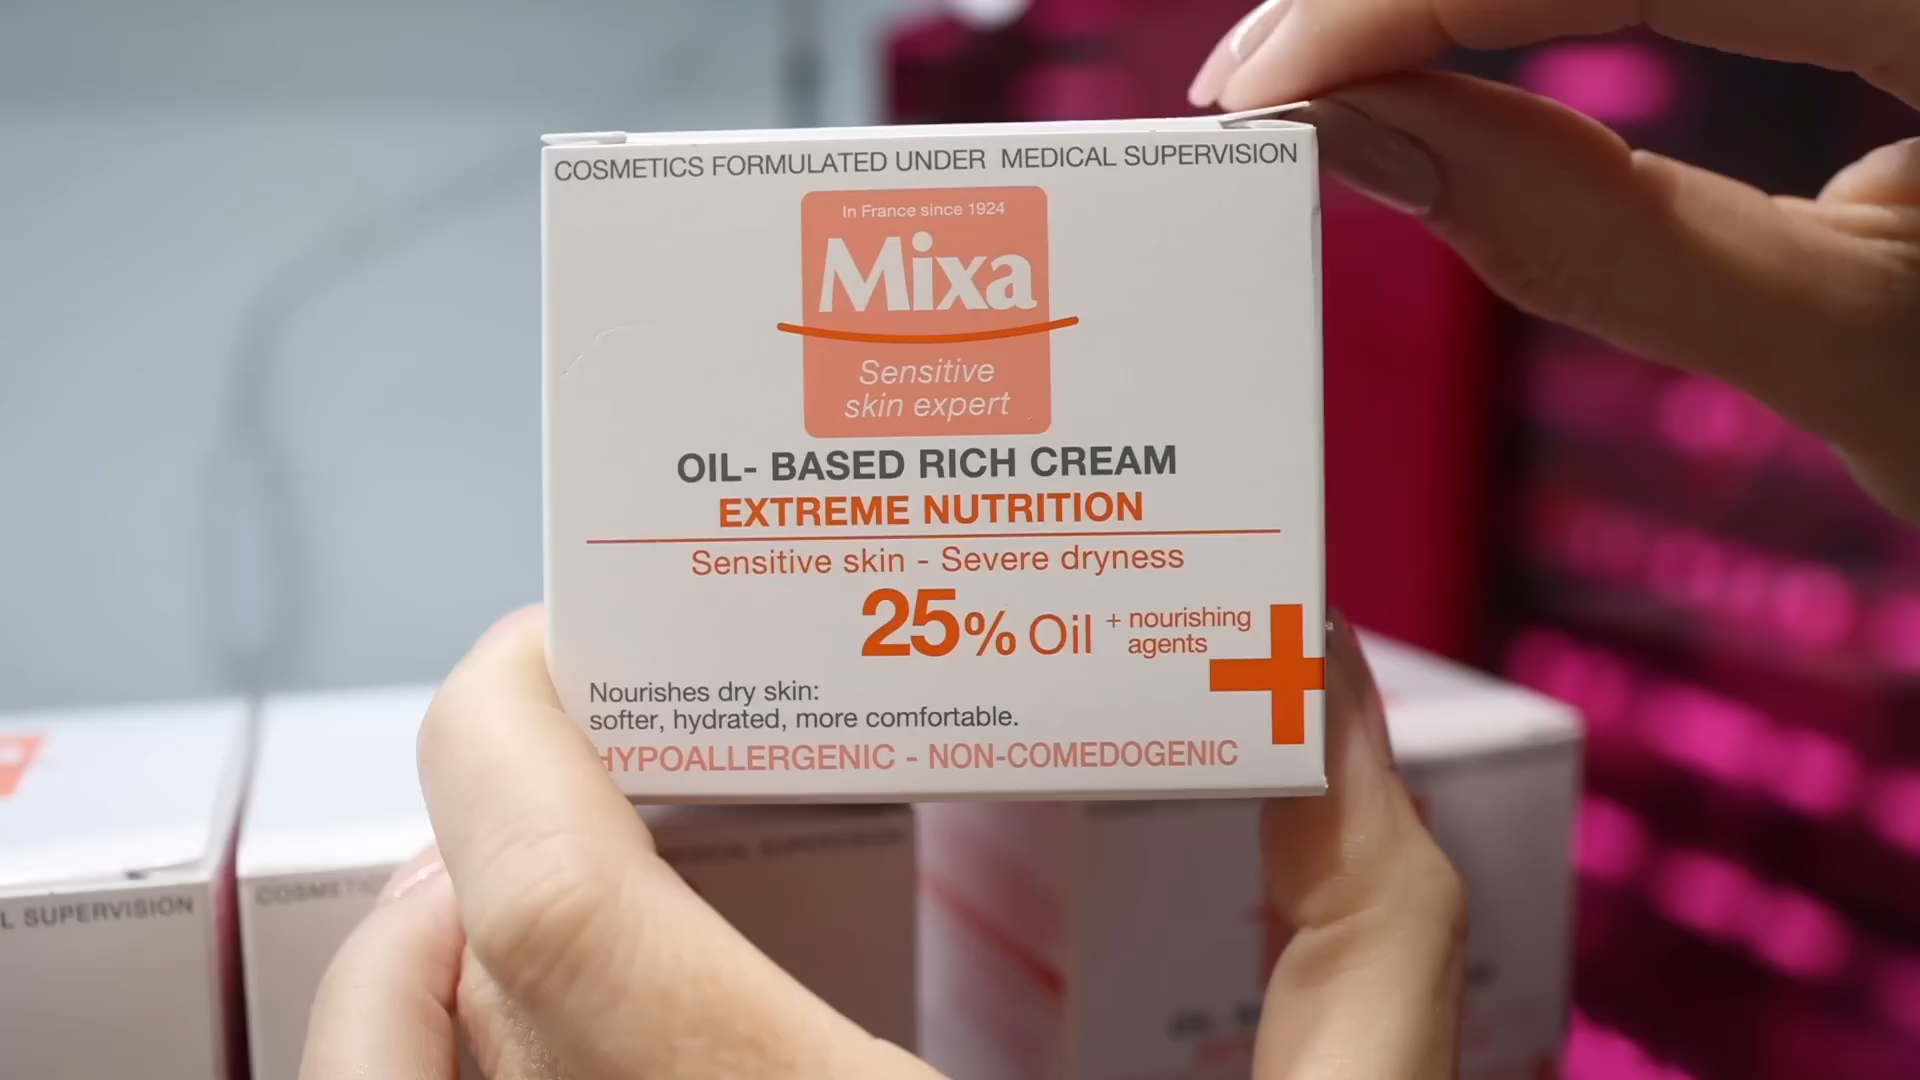 COSMETICS FORMULATED UNDER MEDICAL SUPERVISION
In France since 1924
Mixa
Sensitive
skin expert
OIL- BASED RICH CREAM
EXTREME NUTRITION
Sensitive skin - Severe dryness
25% Oil + nourishing
agents
Nourishes dry skin:
softer, hydrated, more comfortable.
HYPOALLERGENIC - NON-COMEDOGENIC
L SUPERVISION
COSMETIC